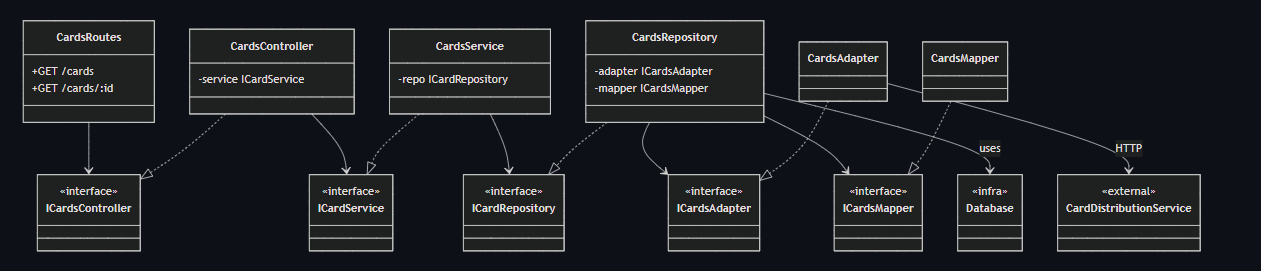 CardsRoutes
+GET /cards
+GET /cards/:id
CardsController
-service ICardService
CardsService
-repo ICardRepository
CardsRepository
-adapter ICardsAdapter
-mapper ICardsMapper
CardsAdapter
CardsMapper
uses
HTTP
«interface»
ICardsController
«interface»
ICardService
«interface»
ICardRepository
«interface»
ICardsAdapter
«interface»
ICardsMapper
«infra»
Database
«external»
CardDistributionService